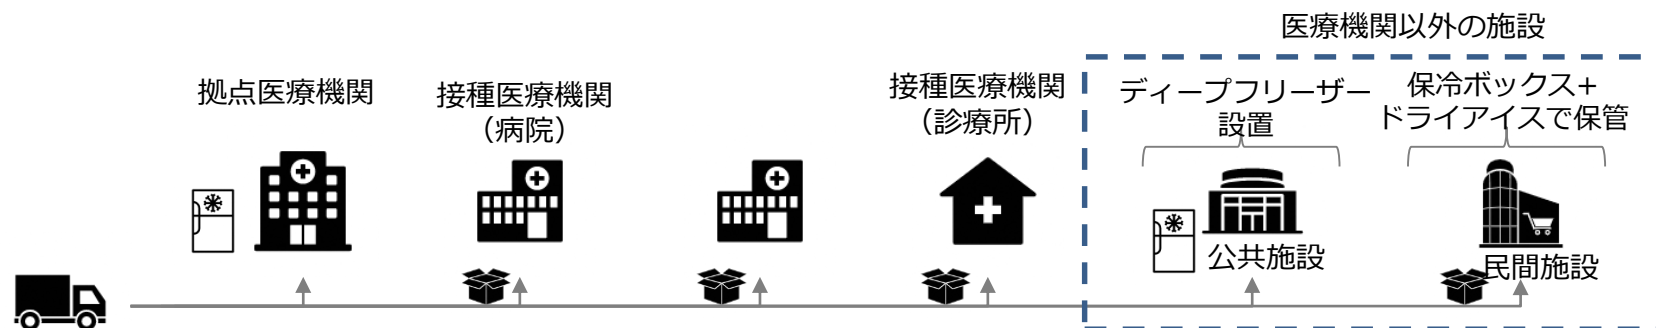 医療機関以外の施設
拠点医療機関
接種医療機関
（病院）
接種医療機関
（診療所）
ディープフリーザー
設置
保冷ボックス+
ドライアイスで保管
公共施設
民間施設